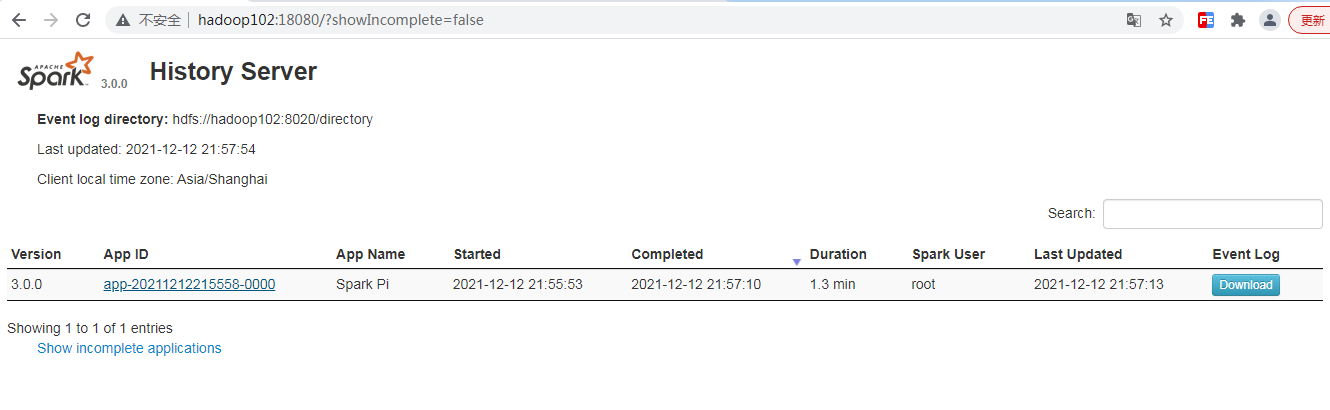 不安全 hadoop102:18080/?showIncomplete=false 更新
APACHE Spark 3.0.0 History Server
Event log directory: hdfs://hadoop102:8020/directory
Last updated: 2021-12-12 21:57:54
Client local time zone: Asia/Shanghai
Search:
Version App ID App Name Started Completed Duration Spark User Last Updated Event Log
3.0.0 app-20211212215558-0000 Spark Pi 2021-12-12 21:55:53 2021-12-12 21:57:10 1.3 min root 2021-12-12 21:57:13 Download
Showing 1 to 1 of 1 entries
Show incomplete applications